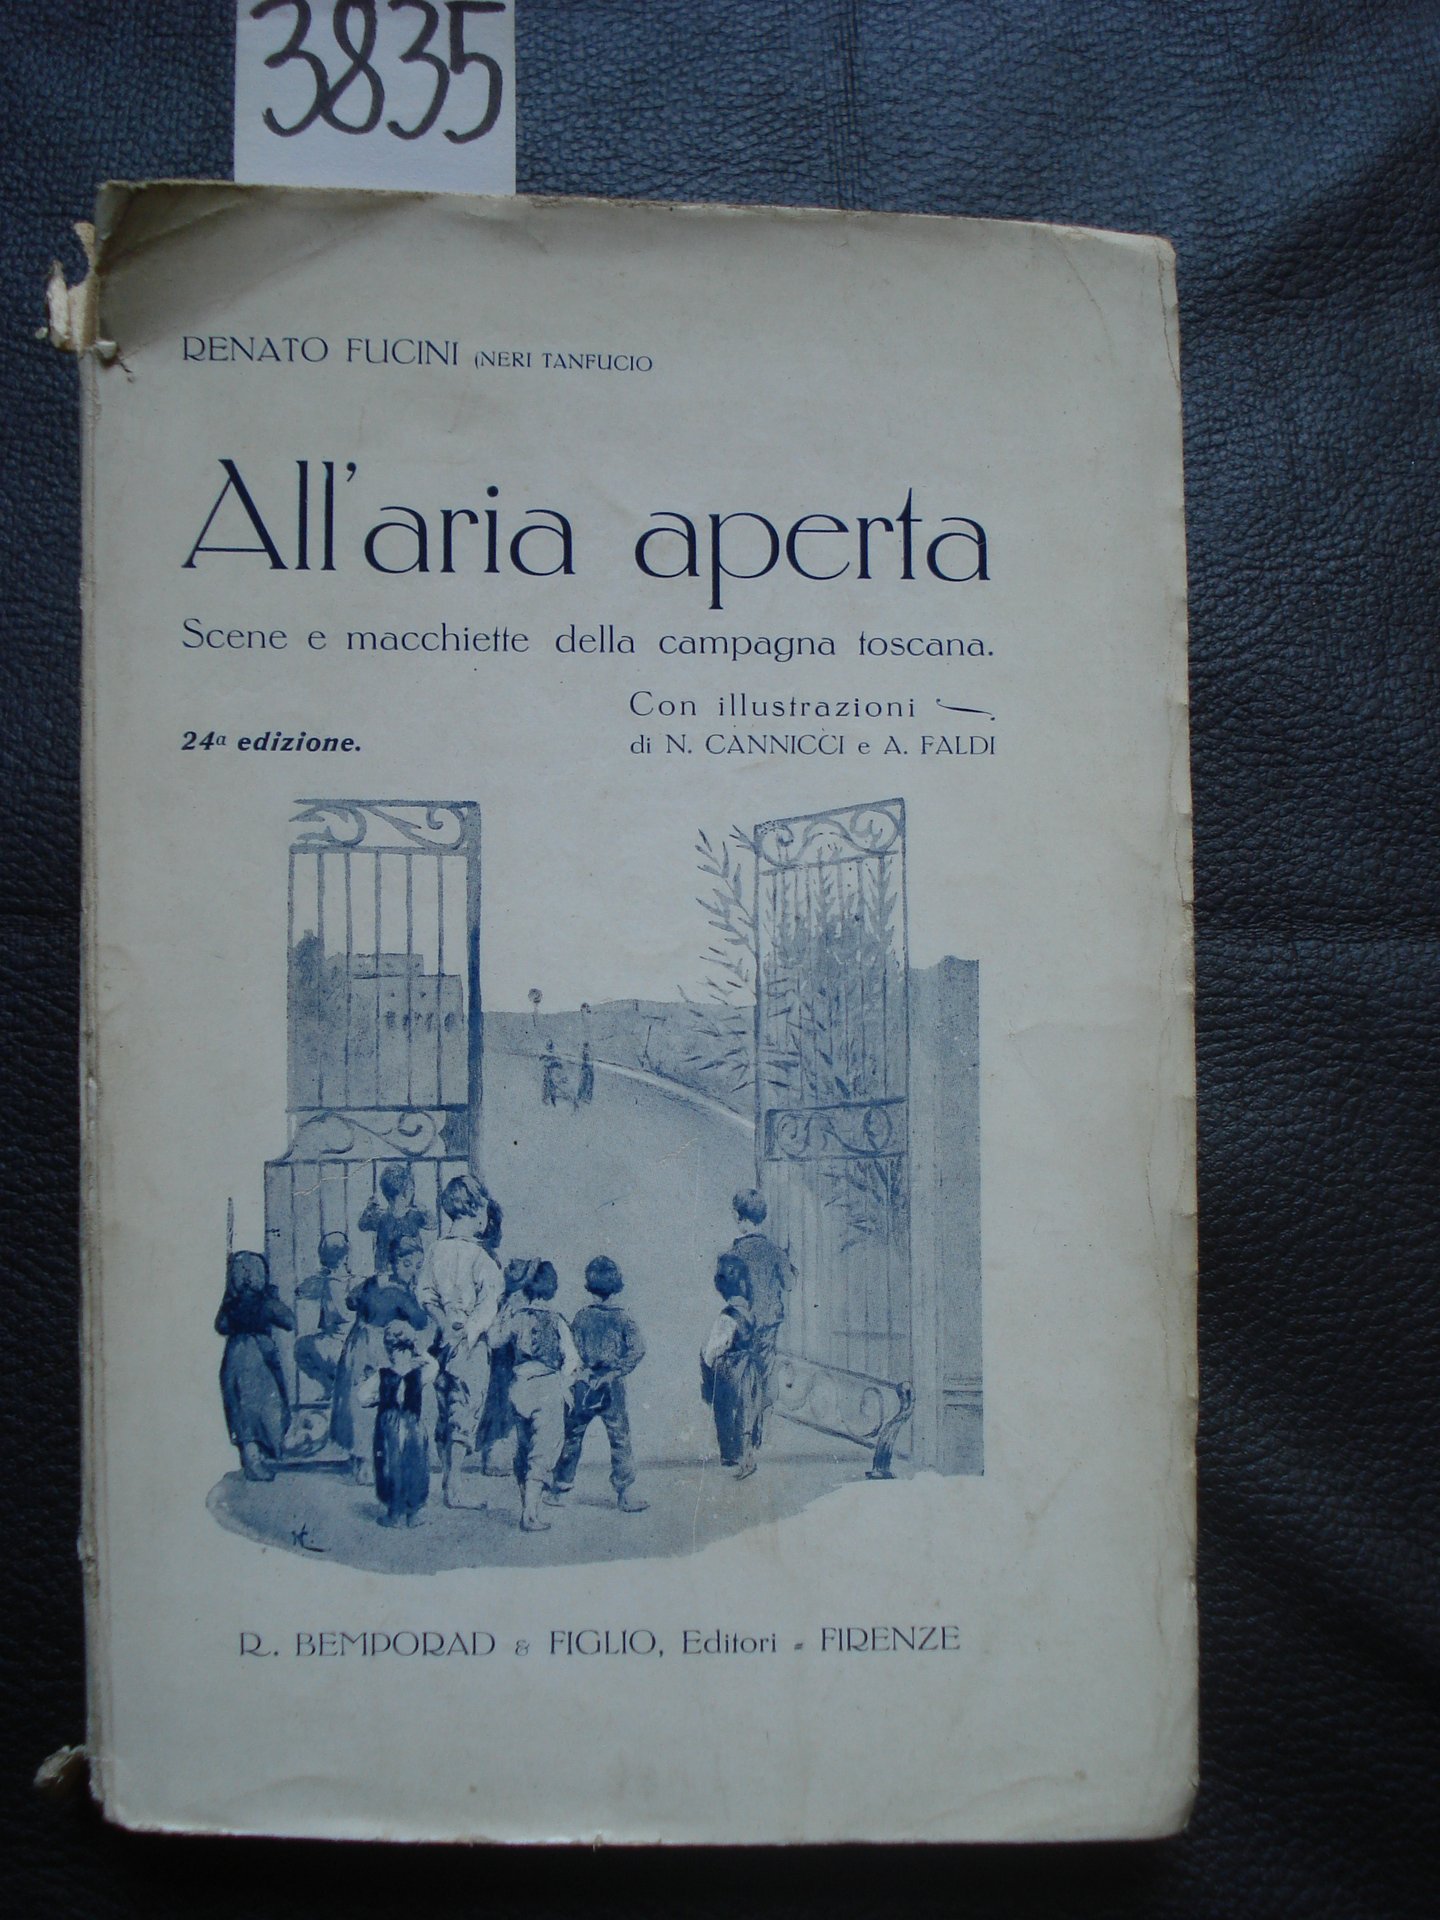 3835
RENATO FUCINI (NERI TANFUCIO
All'aria aperta
Scene e macchiette della campagna toscana.
Con illustrazioni
24a edizione.
di N. CANNICCI e A. FALDI
R. BEMPORAD & FIGLIO, Editori = FIRENZE